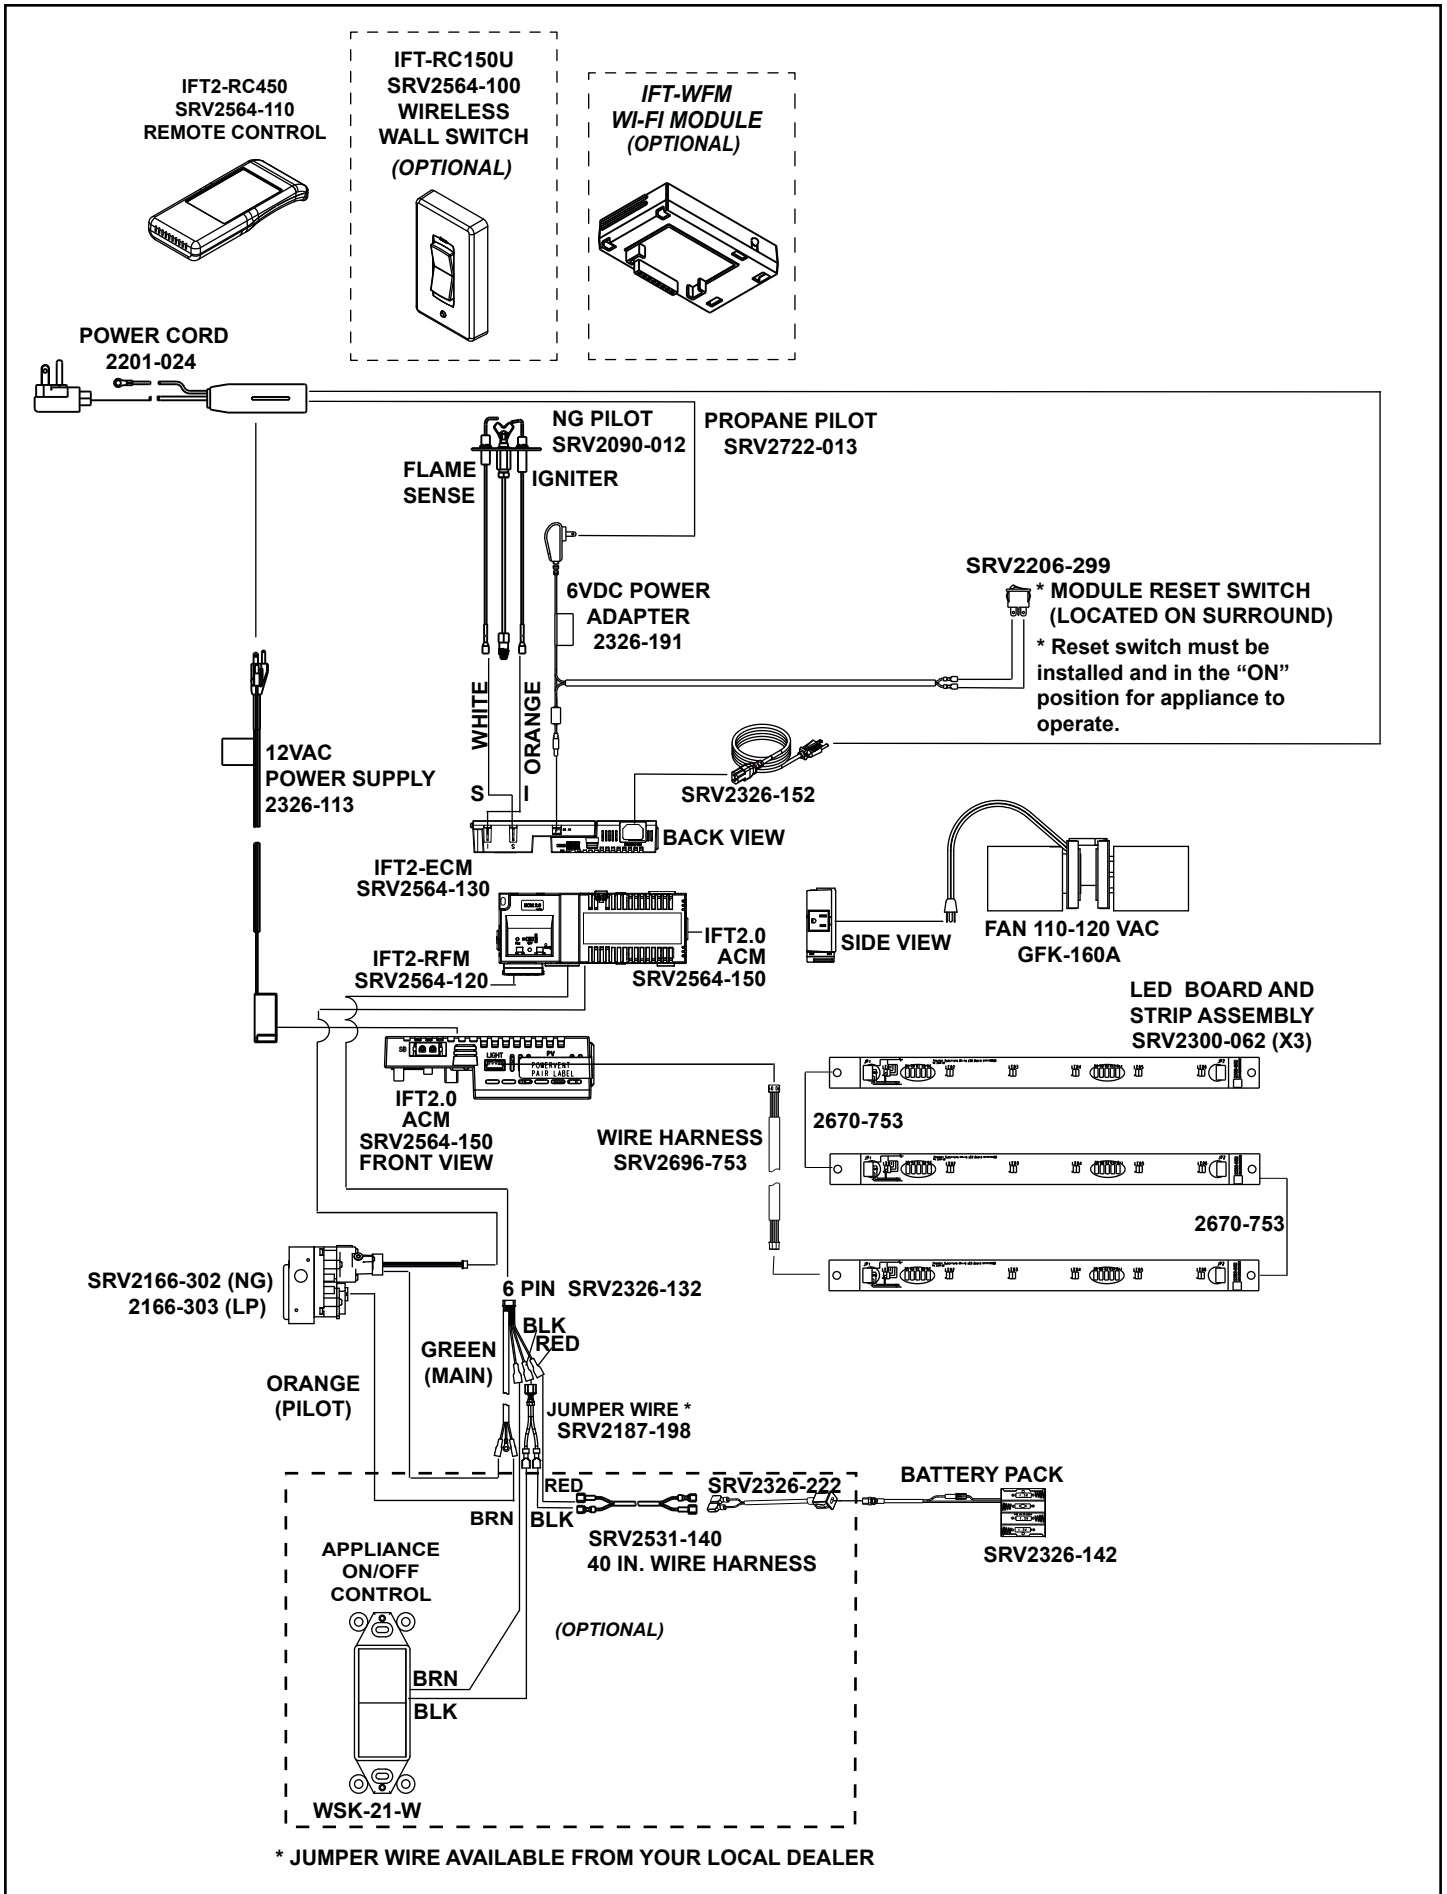 IFT2-RC450
SRV2564-110
REMOTE CONTROL
IFT-RC150U
SRV2564-100
WIRELESS
WALL SWITCH
(OPTIONAL)
IFT-WFM
WI-FI MODULE
(OPTIONAL)
POWER CORD
2201-024
NG PILOT
SRV2090-012
PROPANE PILOT
SRV2722-013
FLAME
SENSE
IGNITER
6VDC POWER
ADAPTER
2326-191
SRV2206-299
* MODULE RESET SWITCH
(LOCATED ON SURROUND)
* Reset switch must be
installed and in the “ON”
position for appliance to
operate.
WHITE
ORANGE
S
I
12VAC
POWER SUPPLY
2326-113
SRV2326-152
I
S
BACK VIEW
IFT2-ECM
SRV2564-130
IFT2-RFM
SRV2564-120
IFT2.0
ACM
SRV2564-150
SIDE VIEW
FAN 110-120 VAC
GFK-160A
LED BOARD AND
STRIP ASSEMBLY
SRV2300-062 (X3)
SB
LIGHT
PV
POWERVENT
PAIR LABEL
IFT2.0
ACM
SRV2564-150
FRONT VIEW
WIRE HARNESS
SRV2696-753
2670-753
2670-753
SRV2166-302 (NG)
2166-303 (LP)
6 PIN SRV2326-132
BLK
RED
GREEN
(MAIN)
ORANGE
(PILOT)
JUMPER WIRE *
SRV2187-198
RED
BRN
BLK
SRV2326-222
BATTERY PACK
SRV2531-140
40 IN. WIRE HARNESS
SRV2326-142
APPLIANCE
ON/OFF
CONTROL
(OPTIONAL)
BRN
BLK
WSK-21-W
* JUMPER WIRE AVAILABLE FROM YOUR LOCAL DEALER